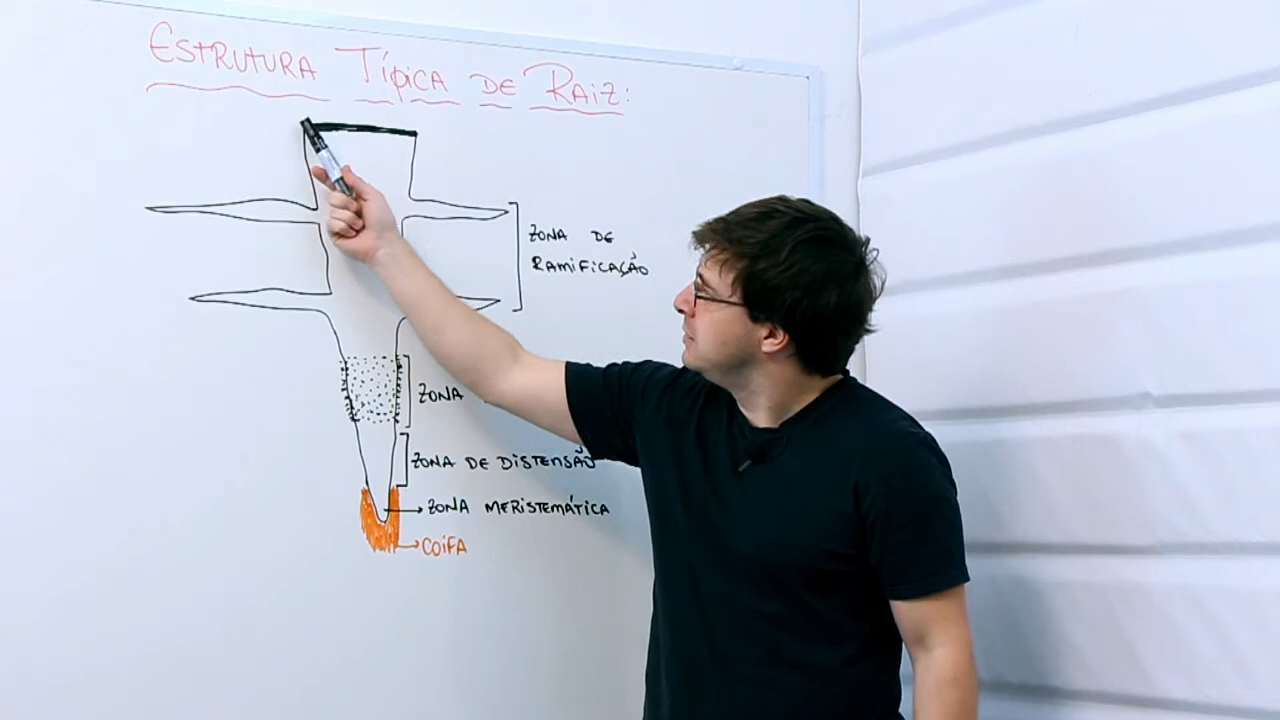 Estrutura Típica de Raiz:
Zona de
Ramificação
Zona
Zona de Distensão
Zona Meristemática
Coifa